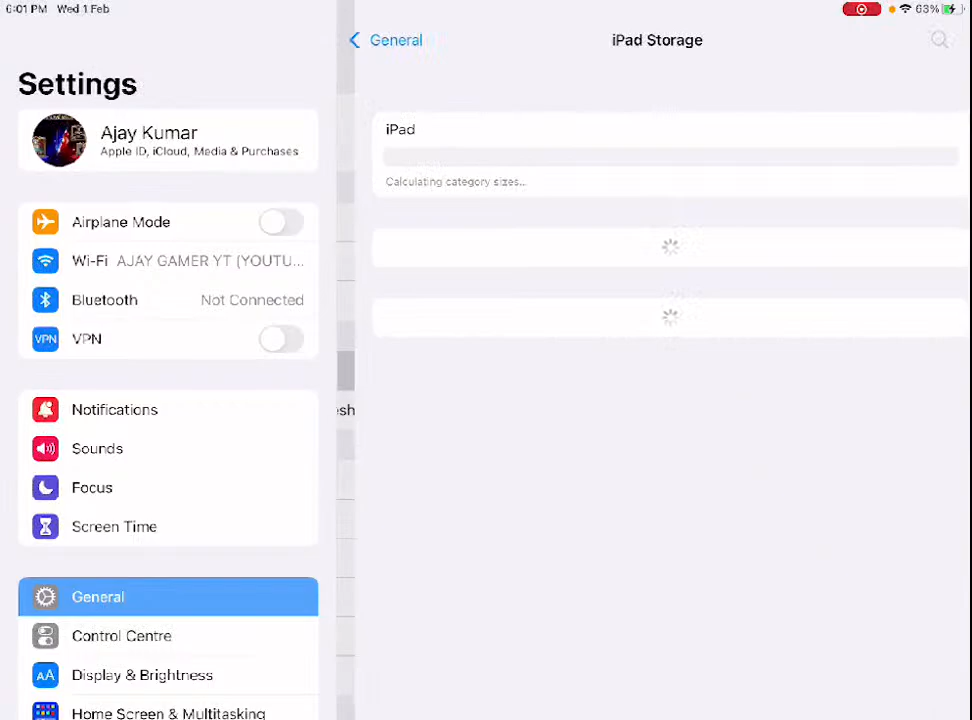 6:01 PM Wed 1 Feb
63%
Settings
Ajay Kumar
Apple ID, iCloud, Media & Purchases
Airplane Mode
Wi-Fi AJAY GAMER YT (YOUTU...
Bluetooth Not Connected
VPN VPN
Notifications
Sounds
Focus
Screen Time
General
Control Centre
AA Display & Brightness
Home Screen & Multitasking
General
iPad Storage
iPad
Calculating category sizes...